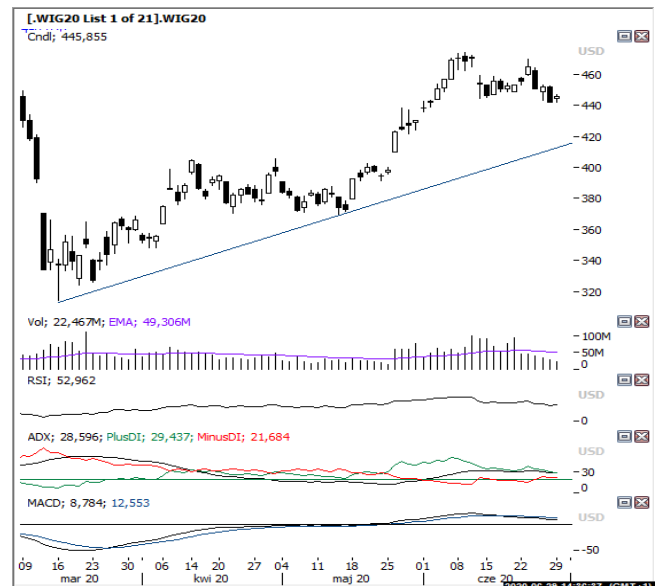 [.WIG20 List 1 of 21].WIG20
Cndl; 445,855
USD
460
440
420
400
380
360
340
320
Vol; 22,467M; EMA; 49,306M
100M
50M
0
RSI; 52,962
USD
0
ADX; 28,596; PlusDI; 29,437; MinusDI; 21,684
USD
30
0
MACD; 8,784; 12,553
USD
-50
09 16 23 30 06 14 20 27 04 11 18 25 01 08 15 22 29
mar 20 kwi 20 maj 20 cze 20